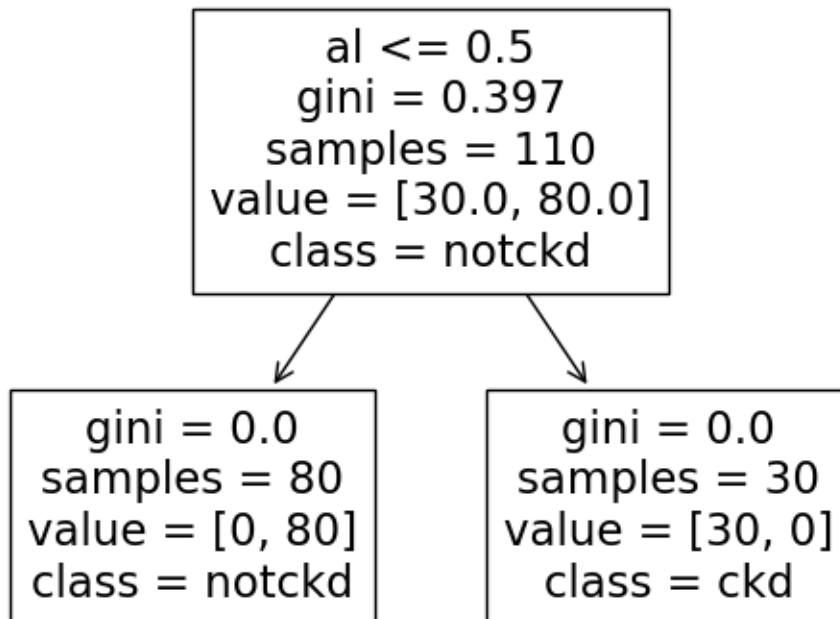 al <= 0.5
gini = 0.397
samples = 110
value = [30.0, 80.0]
class = notckd
gini = 0.0
samples = 80
value = [0, 80]
class = notckd
gini = 0.0
samples = 30
value = [30, 0]
class = ckd